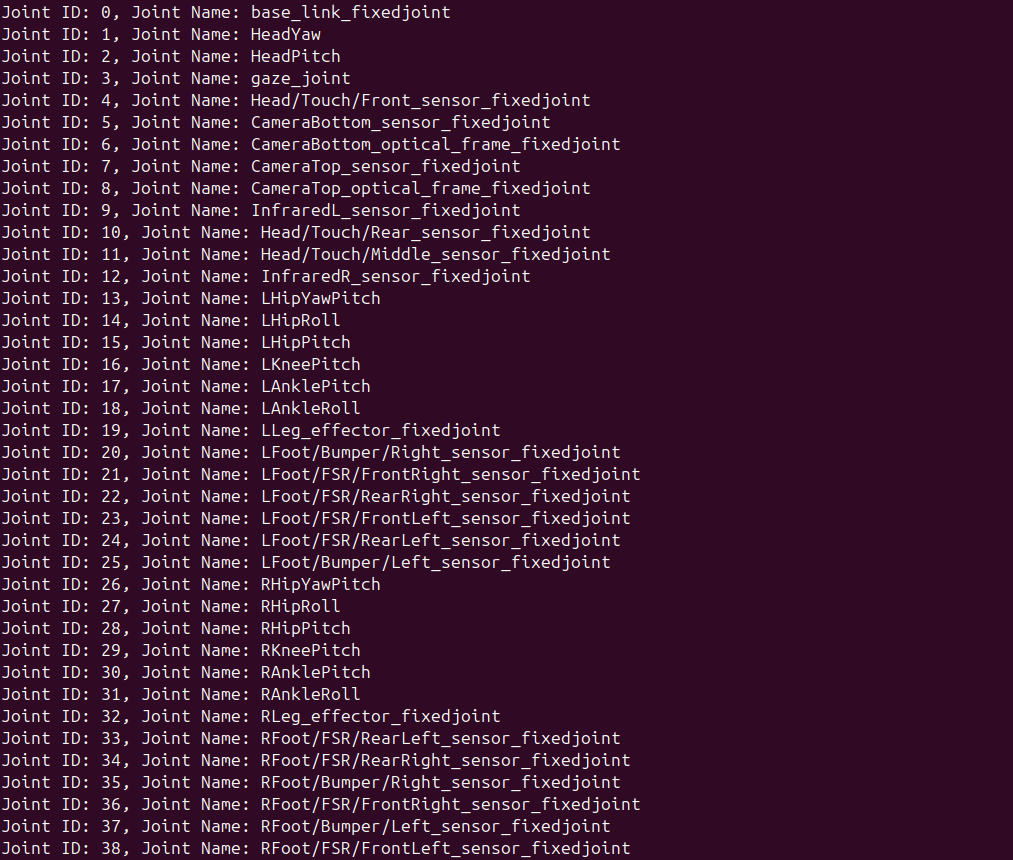 Joint ID: 0, Joint Name: base_link_fixedjoint
Joint ID: 1, Joint Name: HeadYaw
Joint ID: 2, Joint Name: HeadPitch
Joint ID: 3, Joint Name: gaze_joint
Joint ID: 4, Joint Name: Head/Touch/Front_sensor_fixedjoint
Joint ID: 5, Joint Name: CameraBottom_sensor_fixedjoint
Joint ID: 6, Joint Name: CameraBottom_optical_frame_fixedjoint
Joint ID: 7, Joint Name: CameraTop_sensor_fixedjoint
Joint ID: 8, Joint Name: CameraTop_optical_frame_fixedjoint
Joint ID: 9, Joint Name: InfraredL_sensor_fixedjoint
Joint ID: 10, Joint Name: Head/Touch/Rear_sensor_fixedjoint
Joint ID: 11, Joint Name: Head/Touch/Middle_sensor_fixedjoint
Joint ID: 12, Joint Name: InfraredR_sensor_fixedjoint
Joint ID: 13, Joint Name: LHipYawPitch
Joint ID: 14, Joint Name: LHipRoll
Joint ID: 15, Joint Name: LHipPitch
Joint ID: 16, Joint Name: LKneePitch
Joint ID: 17, Joint Name: LAnklePitch
Joint ID: 18, Joint Name: LAnkleRoll
Joint ID: 19, Joint Name: LLeg_effector_fixedjoint
Joint ID: 20, Joint Name: LFoot/Bumper/Right_sensor_fixedjoint
Joint ID: 21, Joint Name: LFoot/FSR/FrontRight_sensor_fixedjoint
Joint ID: 22, Joint Name: LFoot/FSR/RearRight_sensor_fixedjoint
Joint ID: 23, Joint Name: LFoot/FSR/FrontLeft_sensor_fixedjoint
Joint ID: 24, Joint Name: LFoot/FSR/RearLeft_sensor_fixedjoint
Joint ID: 25, Joint Name: LFoot/Bumper/Left_sensor_fixedjoint
Joint ID: 26, Joint Name: RHipYawPitch
Joint ID: 27, Joint Name: RHipRoll
Joint ID: 28, Joint Name: RHipPitch
Joint ID: 29, Joint Name: RKneePitch
Joint ID: 30, Joint Name: RAnklePitch
Joint ID: 31, Joint Name: RAnkleRoll
Joint ID: 32, Joint Name: RLeg_effector_fixedjoint
Joint ID: 33, Joint Name: RFoot/FSR/RearLeft_sensor_fixedjoint
Joint ID: 34, Joint Name: RFoot/FSR/RearRight_sensor_fixedjoint
Joint ID: 35, Joint Name: RFoot/Bumper/Right_sensor_fixedjoint
Joint ID: 36, Joint Name: RFoot/FSR/FrontRight_sensor_fixedjoint
Joint ID: 37, Joint Name: RFoot/Bumper/Left_sensor_fixedjoint
Joint ID: 38, Joint Name: RFoot/FSR/FrontLeft_sensor_fixedjoint